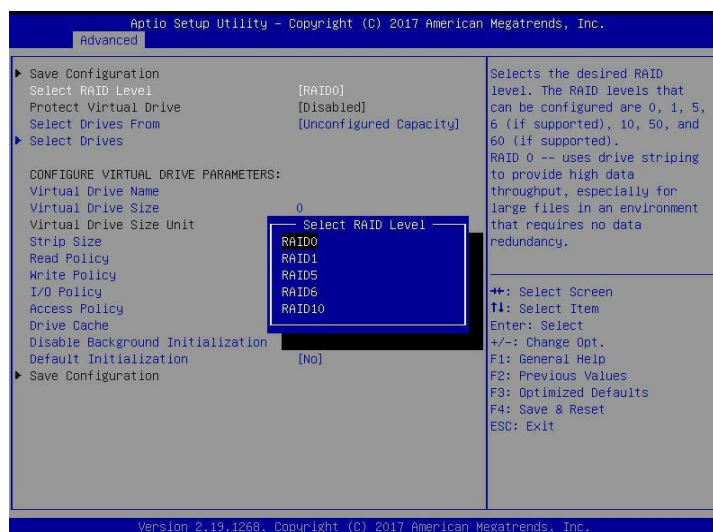 Aptio Setup Utility – Copyright (C) 2017 American Megatrends, Inc.
Advanced
Save Configuration
Select RAID Level [RAID0]
Protect Virtual Drive [Disabled]
Select Drives From [Unconfigured Capacity]
Select Drives
CONFIGURE VIRTUAL DRIVE PARAMETERS:
Virtual Drive Name
Virtual Drive Size 0
Virtual Drive Size Unit
Strip Size
Read Policy
Write Policy
I/O Policy
Access Policy
Drive Cache
Disable Background Initialization
Default Initialization [No]
Save Configuration
Select RAID Level
RAID0
RAID1
RAID5
RAID6
RAID10
Selects the desired RAID
level. The RAID levels that
can be configured are 0, 1, 5,
6 (if supported), 10, 50, and
60 (if supported).
RAID 0 -- uses drive striping
to provide high data
throughput, especially for
large files in an environment
that requires no data
redundancy.
→←: Select Screen
↑↓: Select Item
Enter: Select
+/-: Change Opt.
F1: General Help
F2: Previous Values
F3: Optimized Defaults
F4: Save & Reset
ESC: Exit
Version 2.19.1268. Copyright (C) 2017 American Megatrends, Inc.